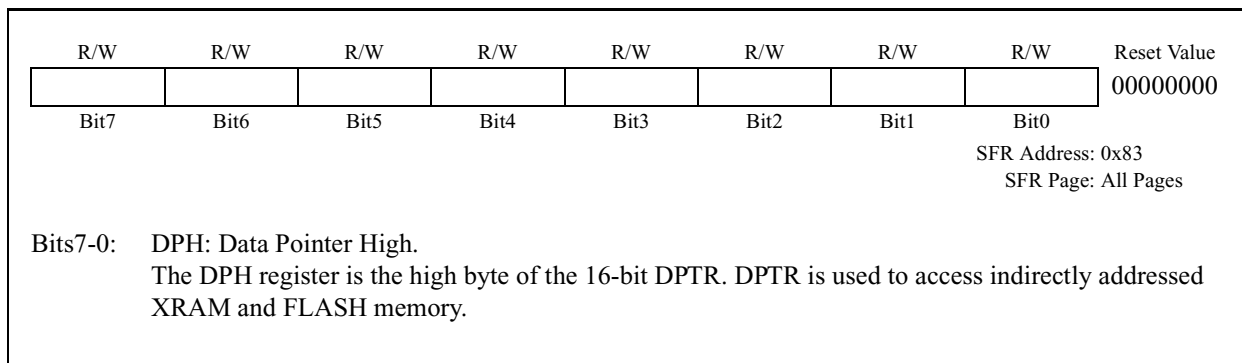 R/W R/W R/W R/W R/W R/W R/W R/W Reset Value
00000000
Bit7 Bit6 Bit5 Bit4 Bit3 Bit2 Bit1 Bit0
SFR Address: 0x83
SFR Page: All Pages
Bits7-0: DPH: Data Pointer High.
The DPH register is the high byte of the 16-bit DPTR. DPTR is used to access indirectly addressed
XRAM and FLASH memory.